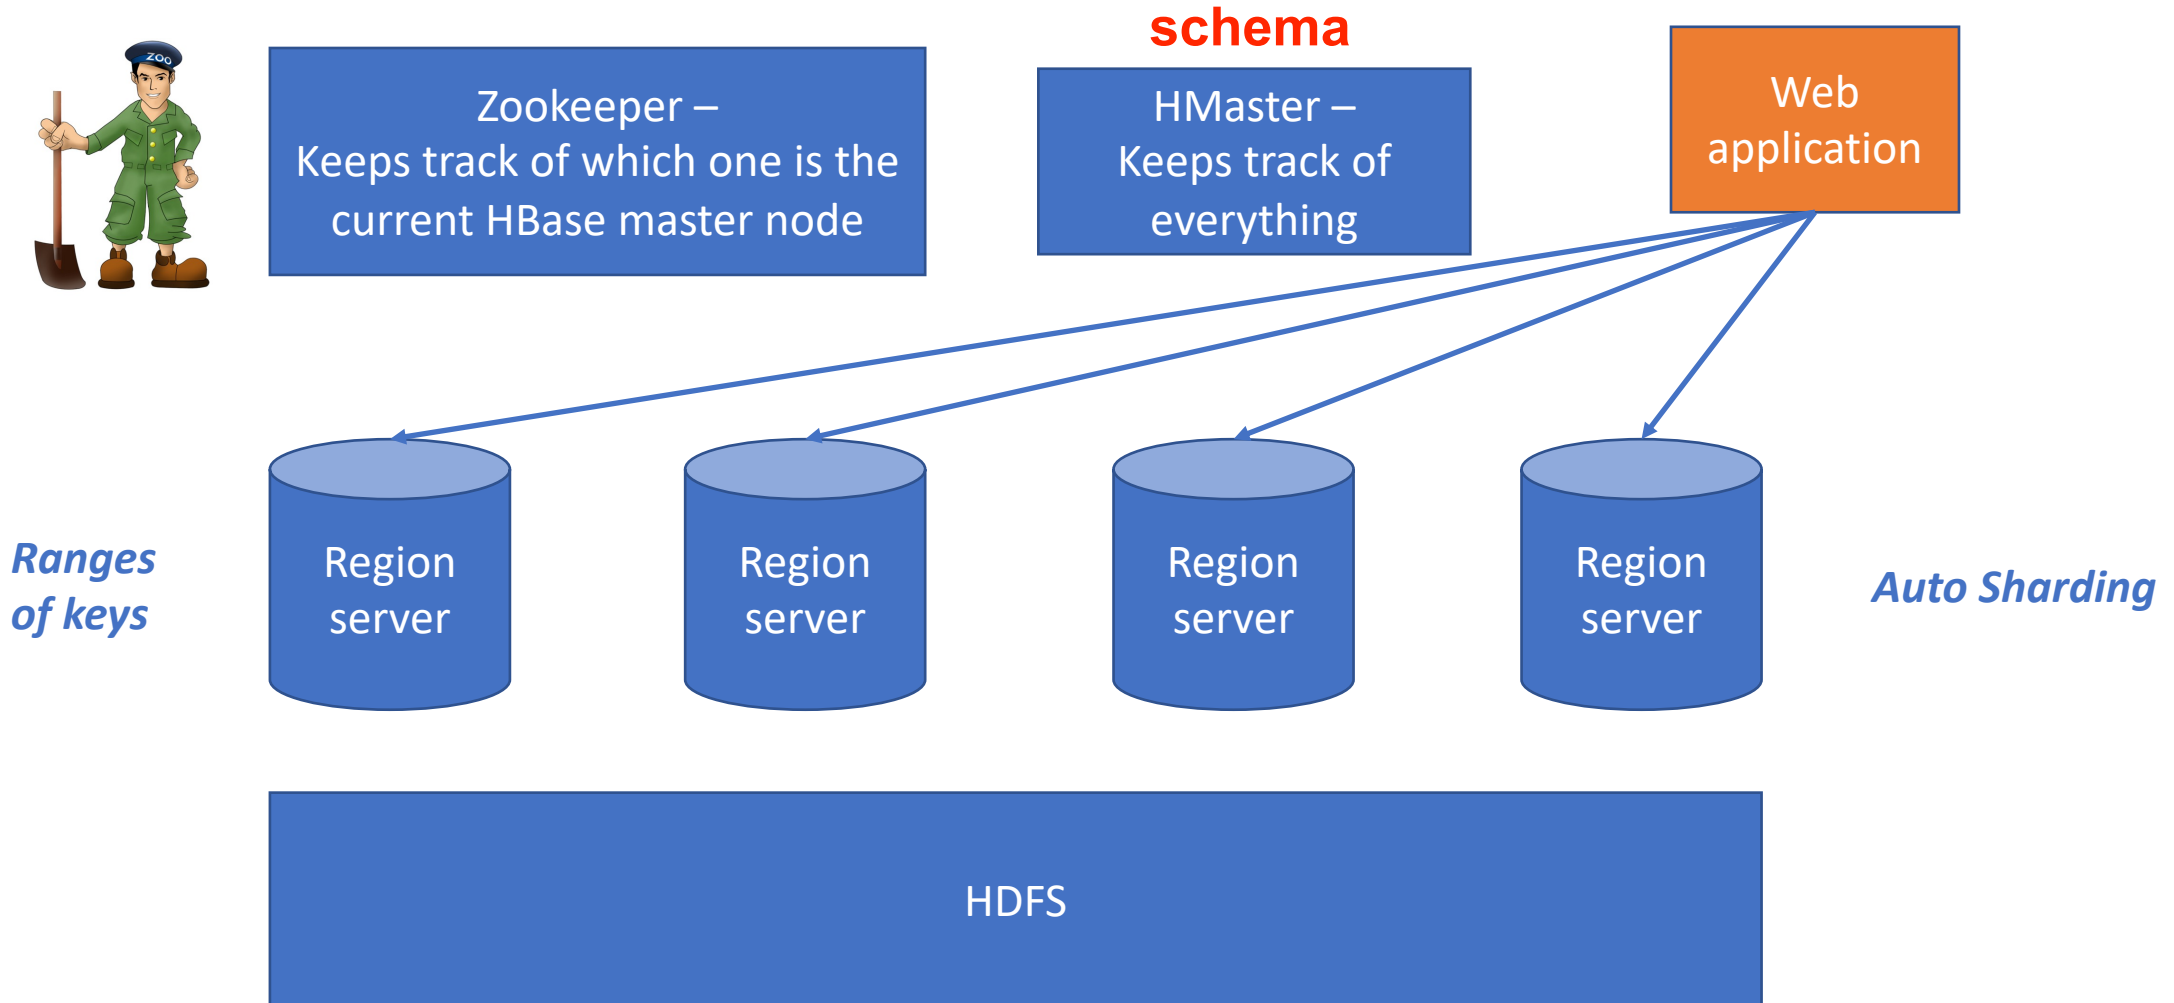 schema
ZOO
Zookeeper –
Keeps track of which one is the
current HBase master node
HMaster –
Keeps track of
everything
Web
application
Ranges
of keys
Region
server
Region
server
Region
server
Region
server
Auto Sharding
HDFS